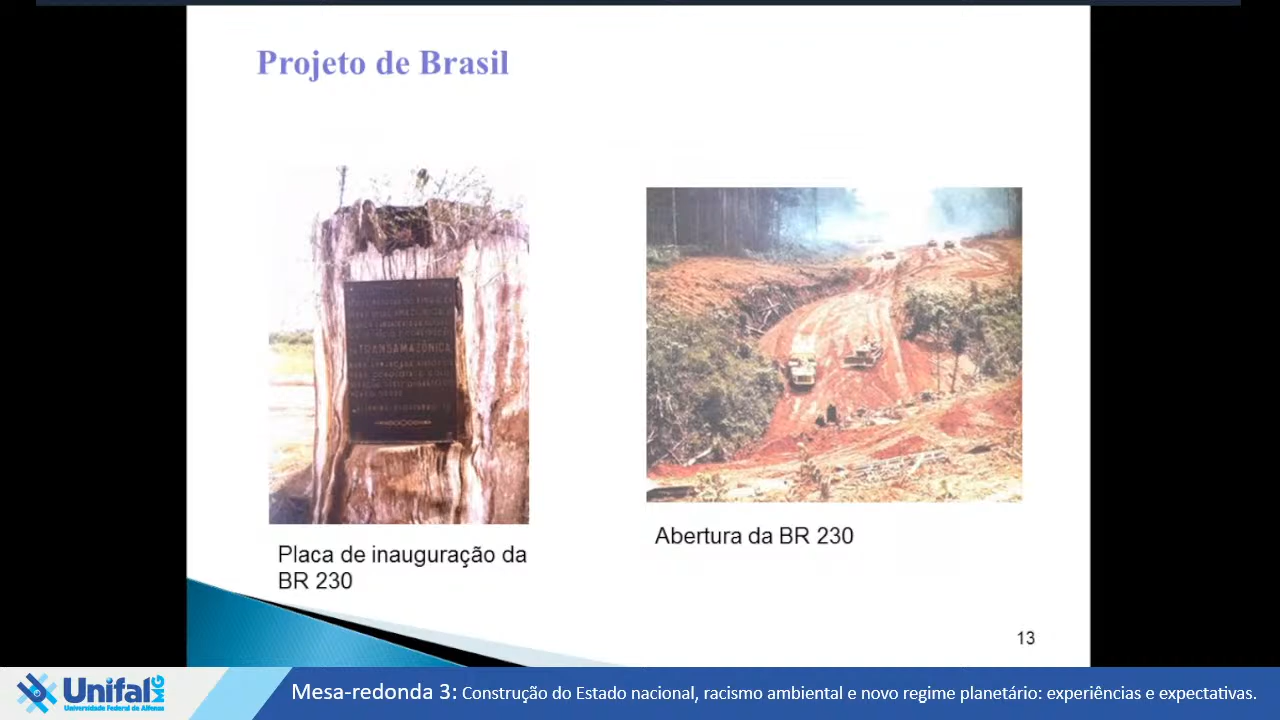 Projeto de Brasil
TRANSAMAZÔNICA
Placa de inauguração da
BR 230
Abertura da BR 230
13
Unifal MG
Universidade Federal de Alfenas
Mesa-redonda 3: Construção do Estado nacional, racismo ambiental e novo regime planetário: experiências e expectativas.